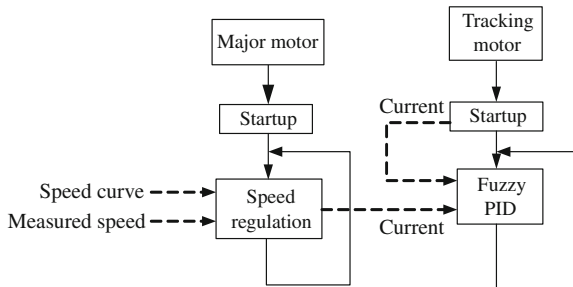 Major motor
Tracking
motor
Startup
Current
Startup
Speed curve
Measured speed
Speed
regulation
Current
Fuzzy
PID